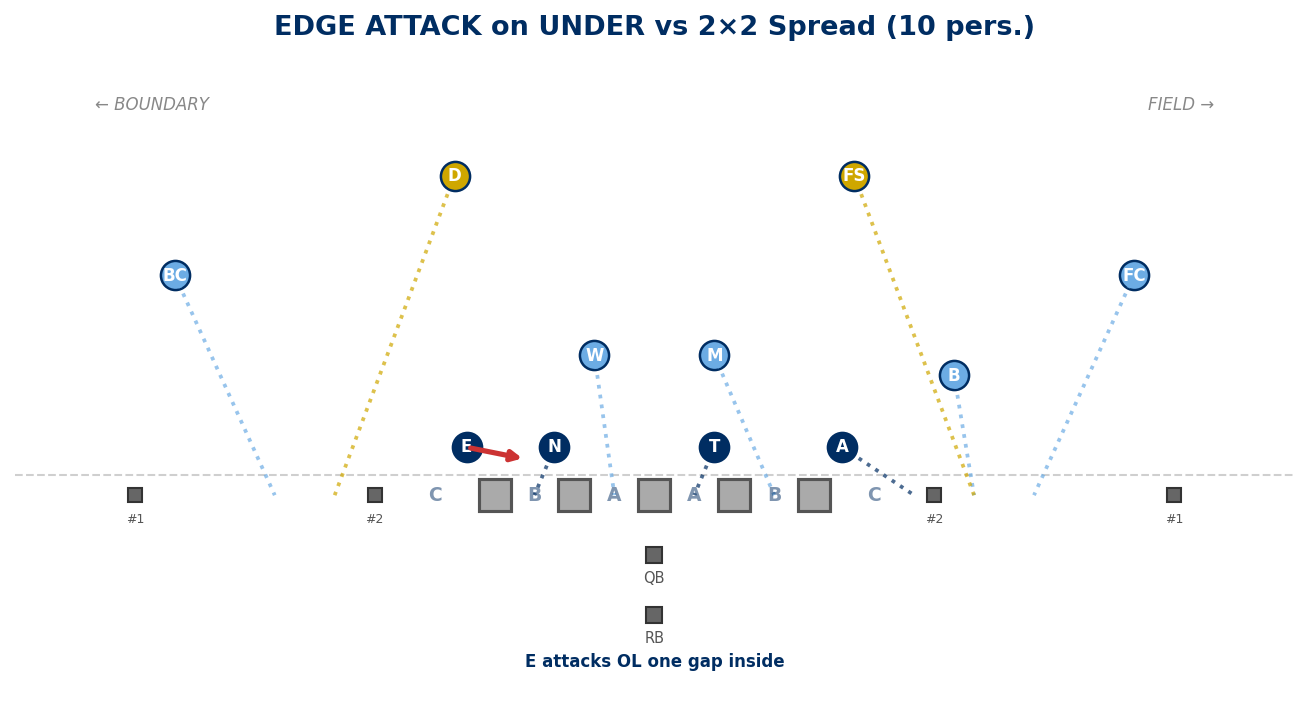 EDGE ATTACK on UNDER vs 2×2 Spread (10 pers.)
← BOUNDARY
FIELD →
D
FS
BC
FC
W
M
B
E
N
T
A
C
B
A
A
B
C
#1
#2
#2
#1
QB
RB
E attacks OL one gap inside